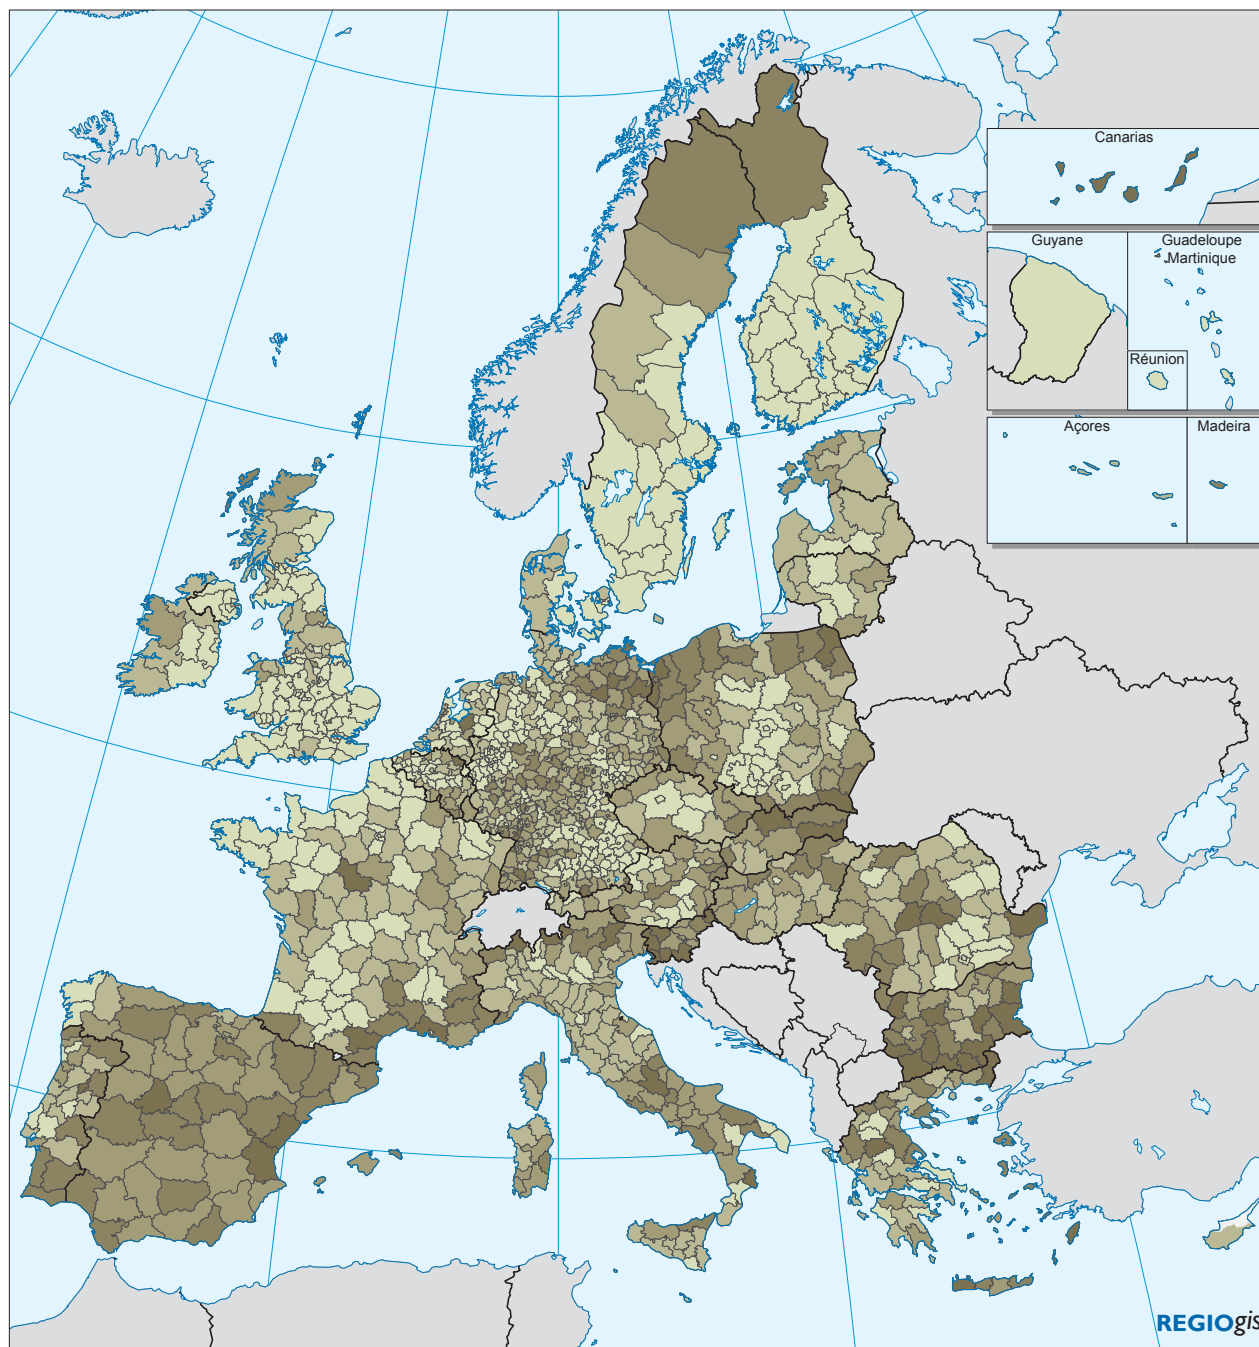 Canarias
Guyane
Guadeloupe
Martinique
Réunion
Açores
Madeira
REGIOgis